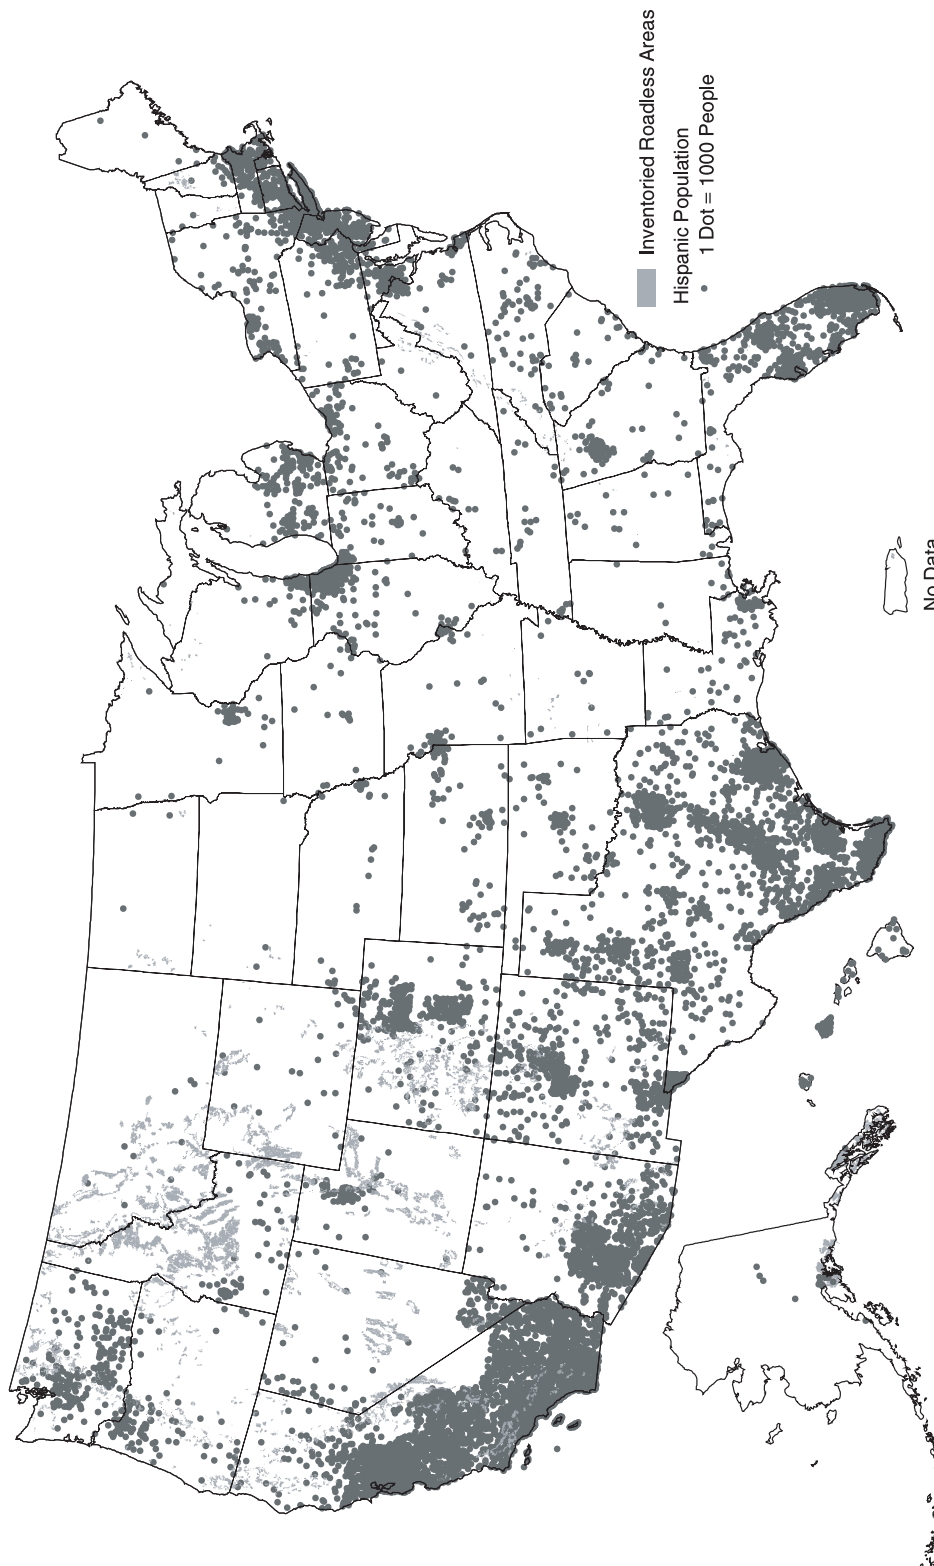 Inventoried Roadless Areas
Hispanic Population
1 Dot = 1000 People
No Data